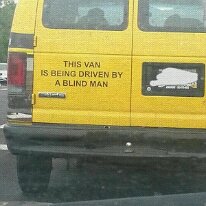 THIS VAN
IS BEING DRIVEN BY
A BLIND MAN